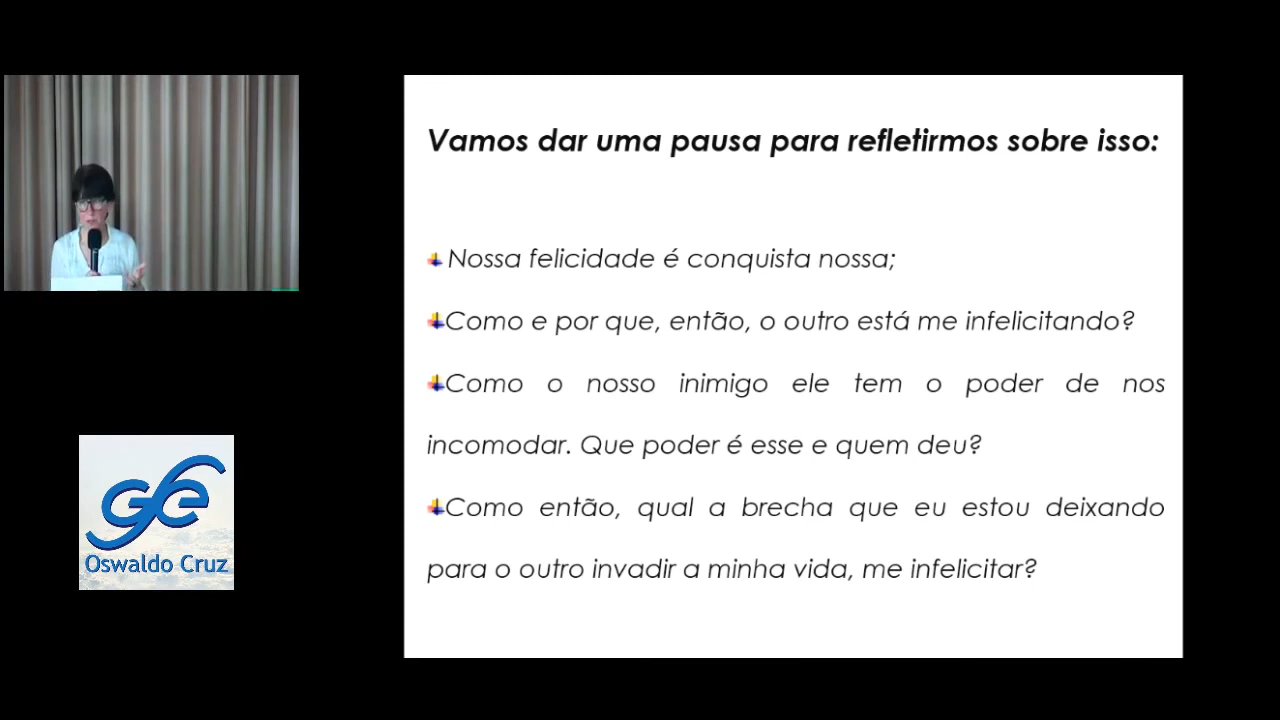 Vamos dar uma pausa para refletirmos sobre isso:
Nossa felicidade é conquista nossa;
Como e por que, então, o outro está me infelicitando?
Como o nosso inimigo ele tem o poder de nos
incomodar. Que poder é esse e quem deu?
Como então, qual a brecha que eu estou deixando
para o outro invadir a minha vida, me infelicitar?
gfe
Oswaldo Cruz